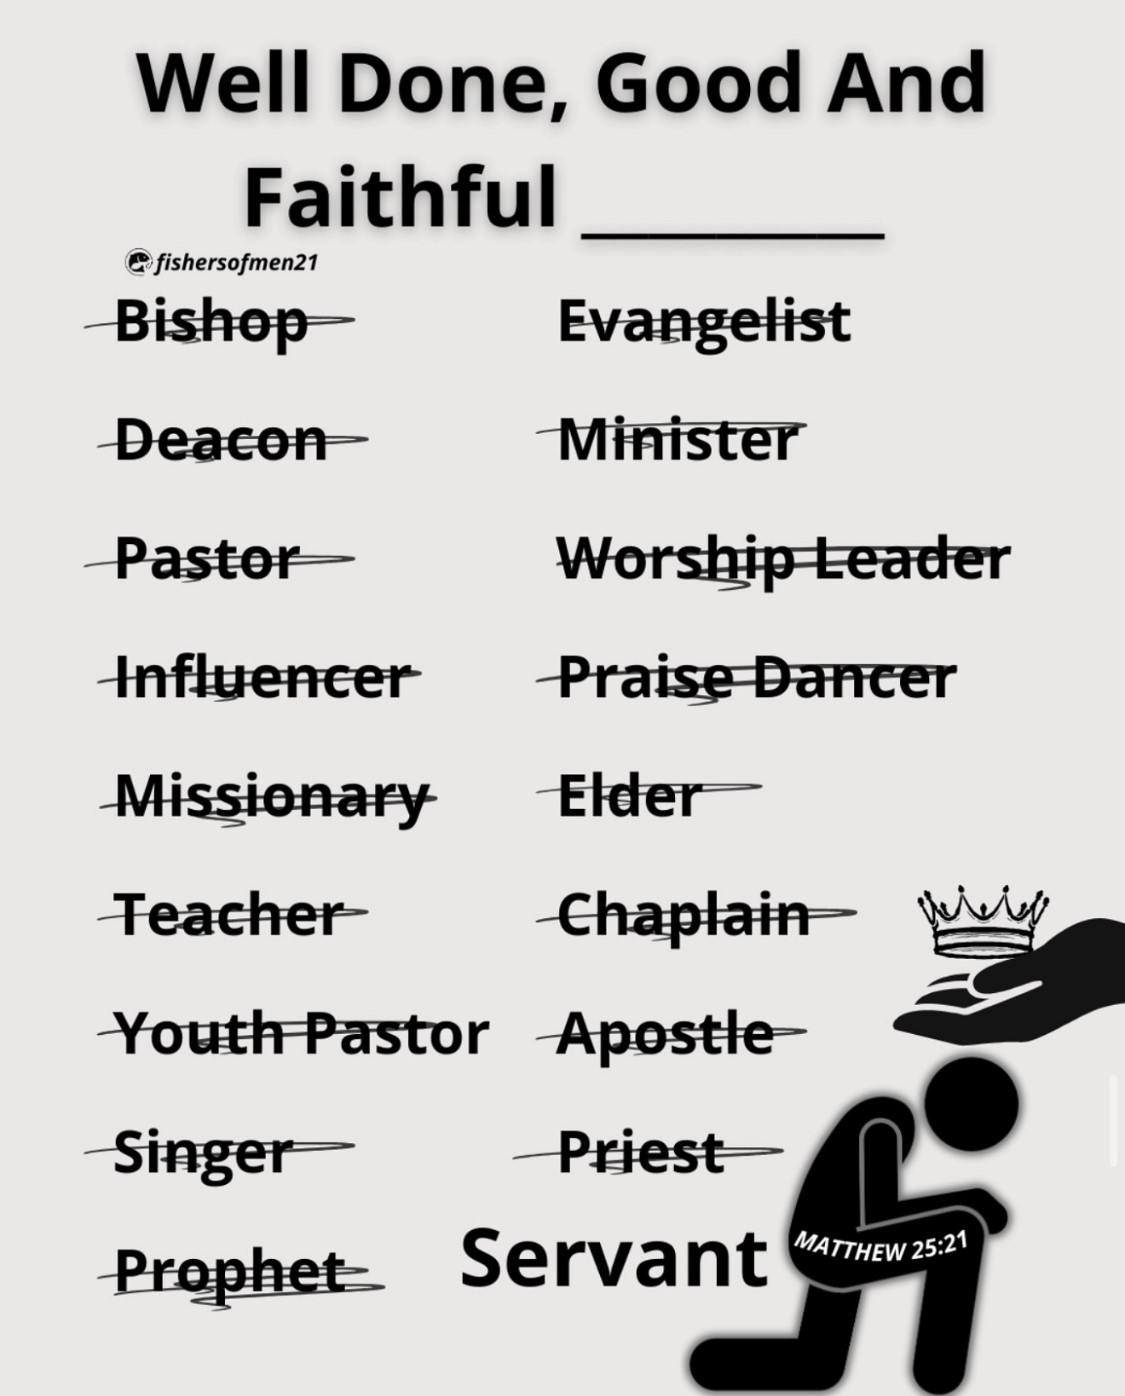 Well Done, Good And
Faithful _________
@fishersofmen21
Bishop
Deacon
Pastor
Influencer
Missionary
Teacher
Youth Pastor
Singer
Prophet
Evangelist
Minister
Worship Leader
Praise Dancer
Elder
Chaplain
Apostle
Priest
Servant
MATTHEW 25:21